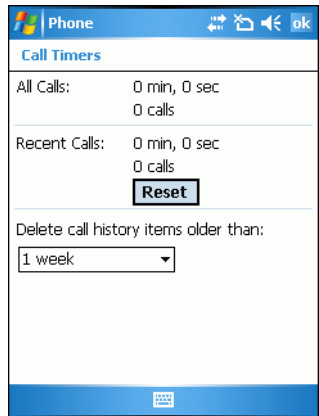 Phone
ok
Call Timers
All Calls: 0 min, 0 sec
0 calls
Recent Calls: 0 min, 0 sec
0 calls
Reset
Delete call history items older than:
1 week